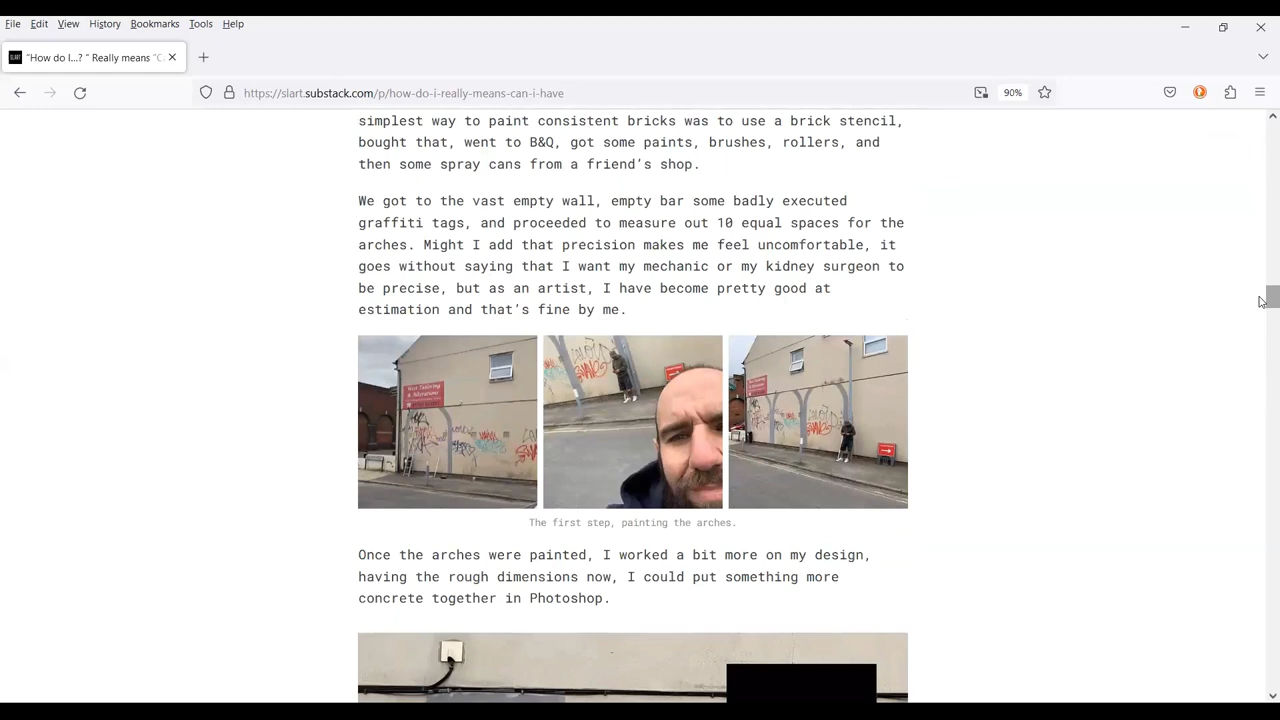 File Edit View History Bookmarks Tools Help
"How do I...? " Really means "C
https://slart.substack.com/p/how-do-i-really-means-can-i-have
90%
simplest way to paint consistent bricks was to use a brick stencil,
bought that, went to B&Q, got some paints, brushes, rollers, and
then some spray cans from a friend's shop.
We got to the vast empty wall, empty bar some badly executed
graffiti tags, and proceeded to measure out 10 equal spaces for the
arches. Might I add that precision makes me feel uncomfortable, it
goes without saying that I want my mechanic or my kidney surgeon to
be precise, but as an artist, I have become pretty good at
estimation and that's fine by me.
The first step, painting the arches.
Once the arches were painted, I worked a bit more on my design,
having the rough dimensions now, I could put something more
concrete together in Photoshop.